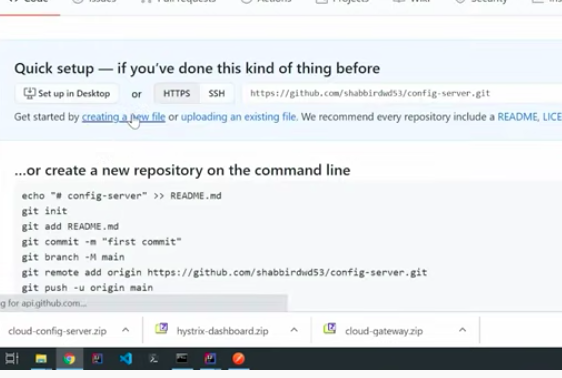 Code Issues Pull requests Actions Projects Wiki Security
Quick setup — if you've done this kind of thing before
Set up in Desktop or HTTPS SSH https://github.com/shabbirdwd53/config-server.git
Get started by creating a new file or uploading an existing file. We recommend every repository include a README, LICE
...or create a new repository on the command line
echo "# config-server" >> README.md
git init
git add README.md
git commit -m "first commit"
git branch -M main
git remote add origin https://github.com/shabbirdwd53/config-server.git
git push -u origin main
g for api.github.com...
cloud-config-server.zip hystrix-dashboard.zip cloud-gateway.zip